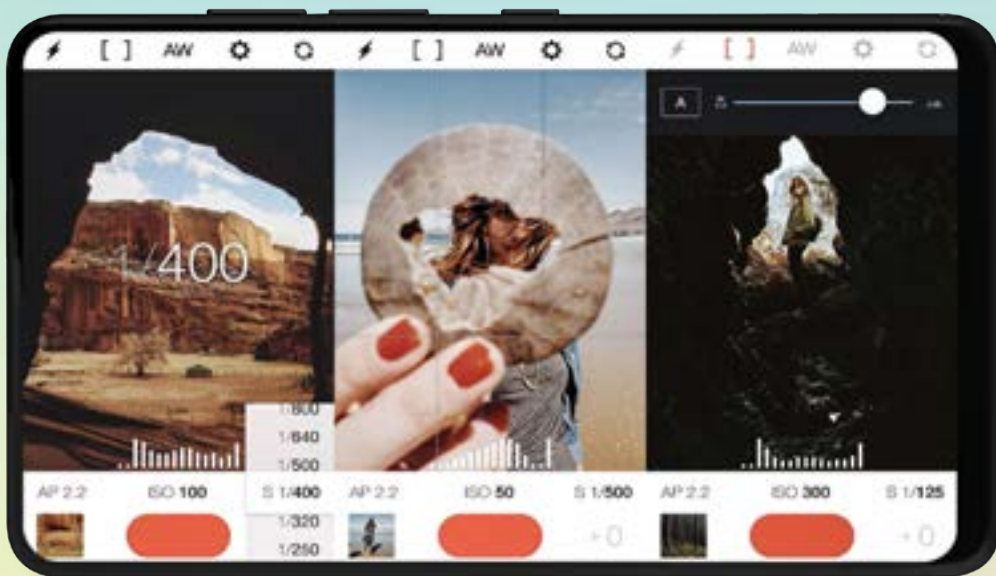 [ ] AW
[ ] AW
[ ] AW
A
1/400
1/800
1/640
1/500
AP 2.2 ISO 100 S 1/400
1/320
1/250
AP 2.2 ISO 50 S 1/500
+0
AP 2.2 ISO 300 S 1/125
+0